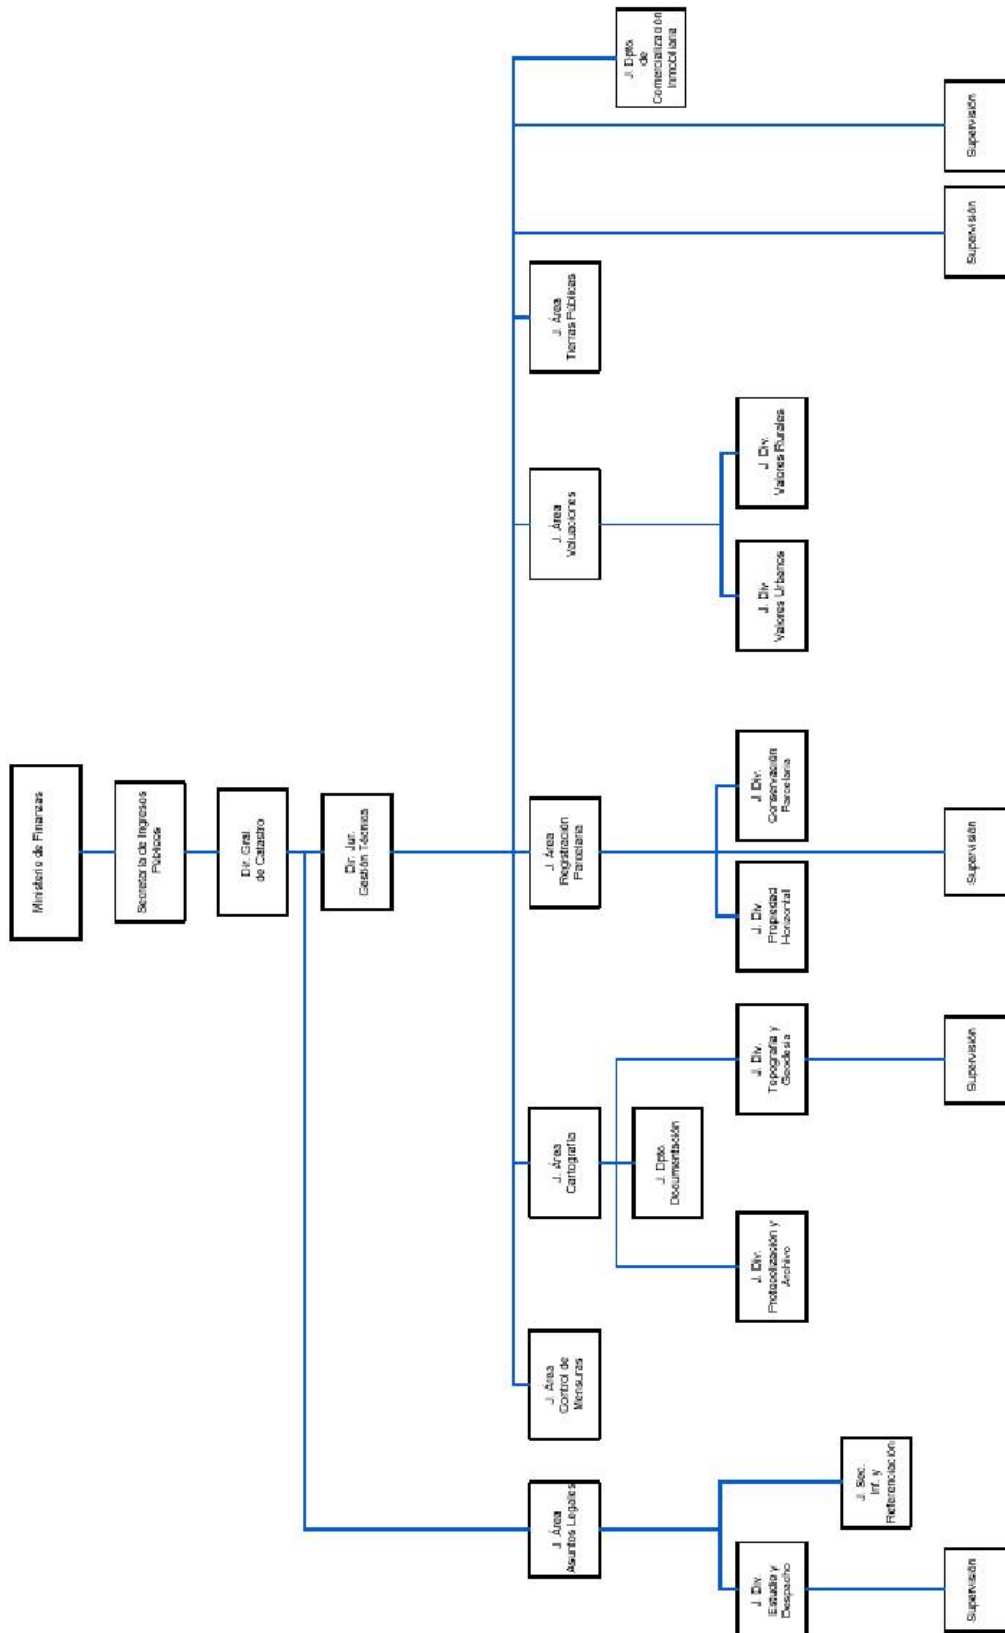 Ministerio de Finanzas
Secretaría de Ingresos
Públicos
Dir. Gral
de Catastro
Dir. Jur.
Gestión Técnica
J. Área
Asuntos Legales
J. Área
Control de
Mensuras
J. Área
Cartografía
J. Área
Registración
Parcelaria
J. Área
Valuaciones
J. Área
Tierras Públicas
J. Dpto.
de
Comercialización
Inmobiliaria
J. Dpto.
Documentación
J. Div.
Estudio y
Despacho
J. Sec.
Inf. y
Referenciación
J. Div.
Protocolización y
Archivo
J. Div.
Topografía y
Geodesia
J. Div
Propiedad
Horizontal
J. Div.
Conservación
Parcelaria
J. Div
Valores Urbanos
J. Div.
Valores Rurales
Supervisión
Supervisión
Supervisión
Supervisión
Supervisión